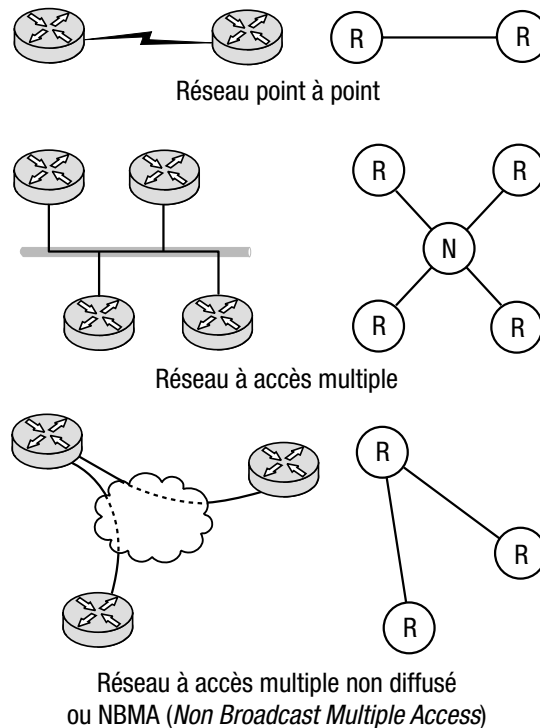 R R
Réseau point à point
R R
N
R R
Réseau à accès multiple
R
R
R
Réseau à accès multiple non diffusé
ou NBMA (Non Broadcast Multiple Access)